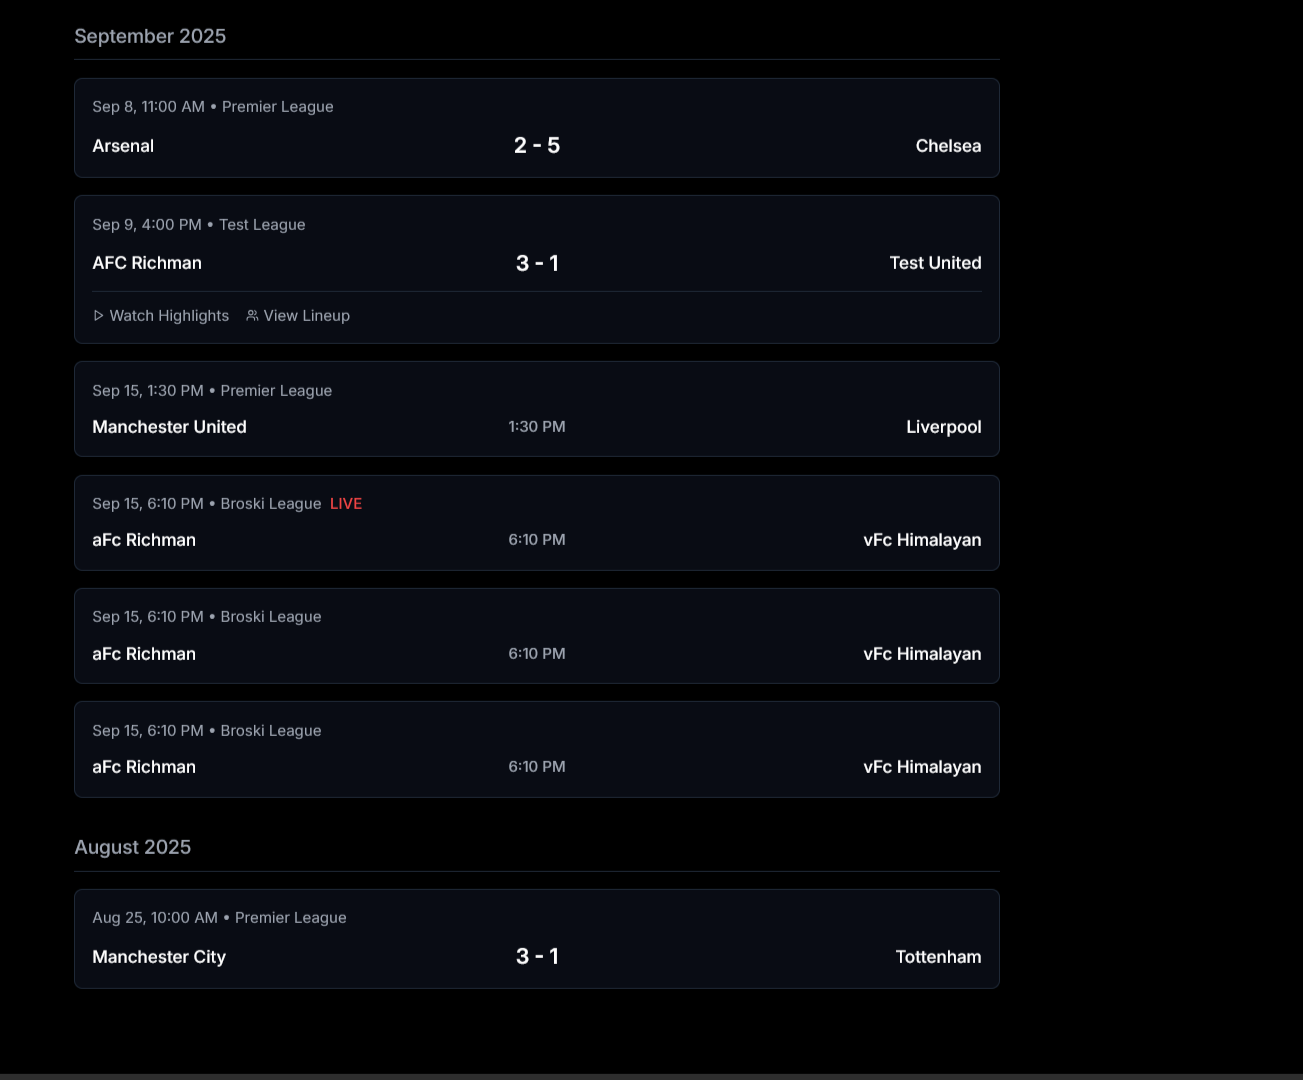 September 2025
Sep 8, 11:00 AM • Premier League
Arsenal 2 - 5 Chelsea
Sep 9, 4:00 PM • Test League
AFC Richman 3 - 1 Test United
Watch Highlights View Lineup
Sep 15, 1:30 PM • Premier League
Manchester United 1:30 PM Liverpool
Sep 15, 6:10 PM • Broski League LIVE
aFc Richman 6:10 PM vFc Himalayan
Sep 15, 6:10 PM • Broski League
aFc Richman 6:10 PM vFc Himalayan
Sep 15, 6:10 PM • Broski League
aFc Richman 6:10 PM vFc Himalayan
August 2025
Aug 25, 10:00 AM • Premier League
Manchester City 3 - 1 Tottenham